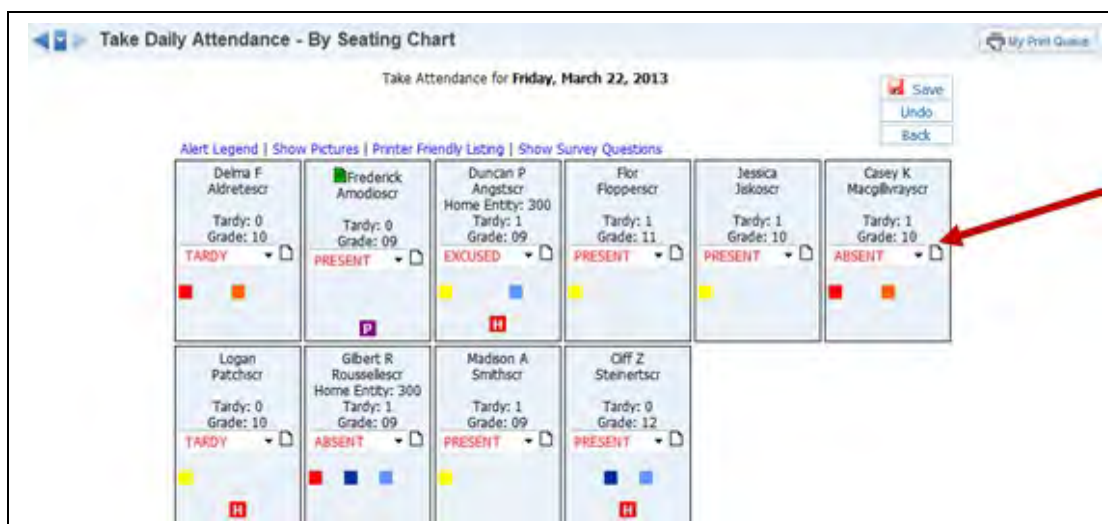 Take Daily Attendance - By Seating Chart
My Print Queue
Take Attendance for Friday, March 22, 2013
Save
Undo
Back
Alert Legend | Show Pictures | Printer Friendly Listing | Show Survey Questions
Delma F
Aldretescr
Tardy: 0
Grade: 10
TARDY
Frederick
Amodioscr
Tardy: 0
Grade: 09
PRESENT
P
Duncan P
Angstscr
Home Entity: 300
Tardy: 1
Grade: 09
EXCUSED
H
Flor
Flopperscr
Tardy: 1
Grade: 11
PRESENT
Jessica
Jiskoscr
Tardy: 1
Grade: 10
PRESENT
Casey K
Macgillivrayscr
Tardy: 1
Grade: 10
ABSENT
Logan
Patchscr
Tardy: 0
Grade: 10
TARDY
H
Gilbert R
Roussellescr
Home Entity: 300
Tardy: 1
Grade: 09
ABSENT
Madison A
Smithscr
Tardy: 1
Grade: 09
PRESENT
Cliff Z
Steinertscr
Tardy: 0
Grade: 12
PRESENT
H